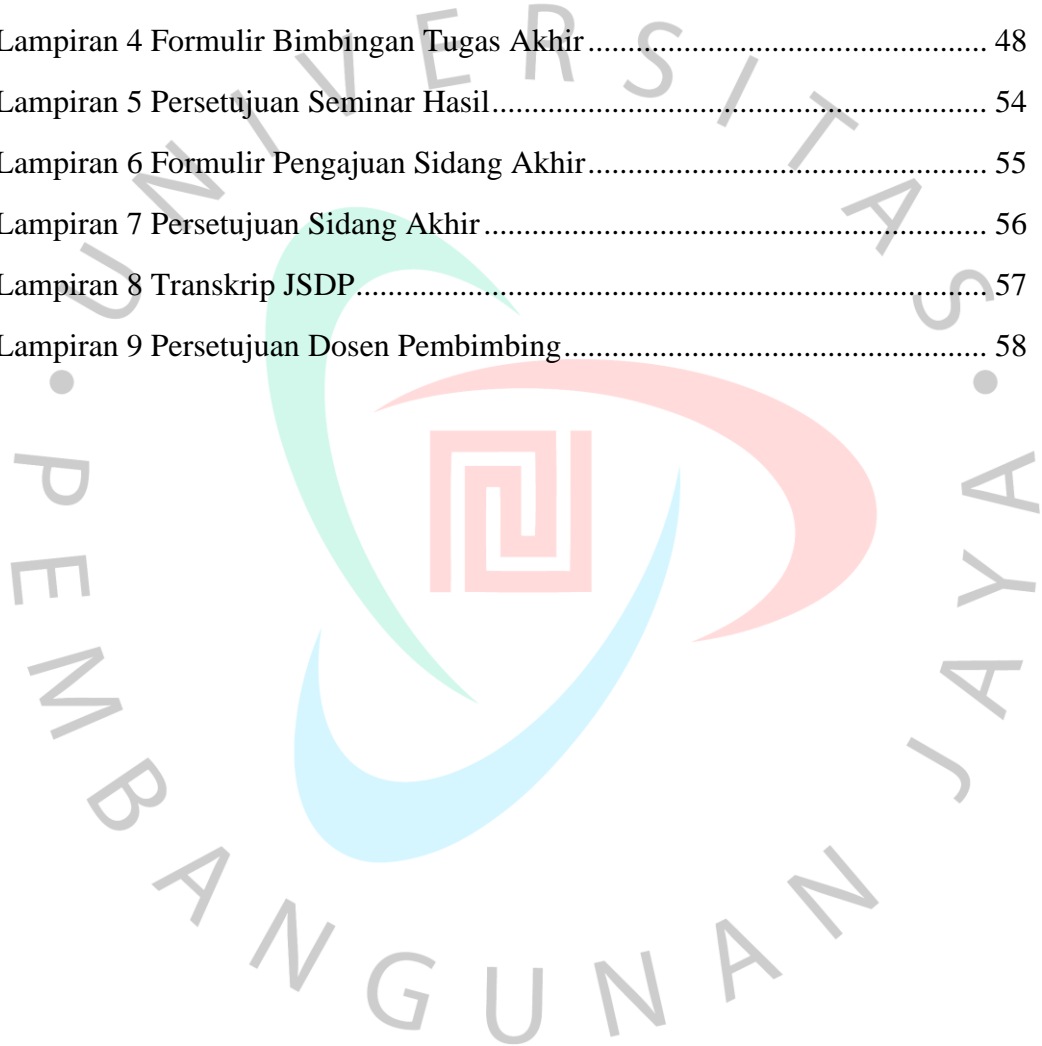 Lampiran 4 Formulir Bimbingan Tugas Akhir.................................................. 48
Lampiran 5 Persetujuan Seminar Hasil.............................................................. 54
Lampiran 6 Formulir Pengajuan Sidang Akhir.................................................. 55
Lampiran 7 Persetujuan Sidang Akhir............................................................... 56
Lampiran 8 Transkrip JSDP............................................................................... 57
Lampiran 9 Persetujuan Dosen Pembimbing..................................................... 58
UNIVERSITAS • PEMBANGUNAN JAYA •